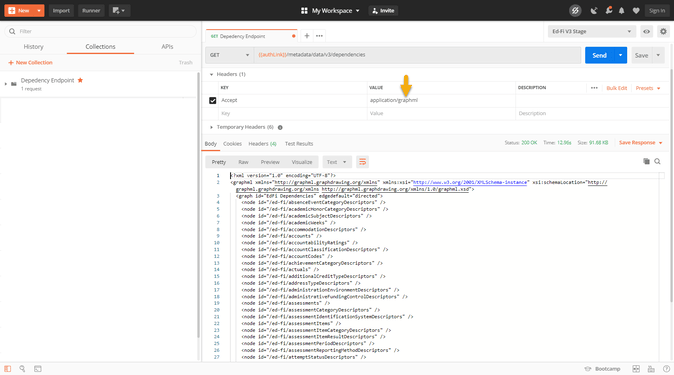 New
Import
Runner
My Workspace
Invite
Sign In
Filter
History
Collections
APIs
+ New Collection
Trash
Depedency Endpoint
1 request
GET Depedency Endpoint
Ed-Fi V3 Stage
GET
/metadata/data/v3/dependencies
Send
Save
Headers (1)
KEY
VALUE
DESCRIPTION
Bulk Edit
Presets
Accept
application/graphml
Key
Value
Description
Temporary Headers (6)
Body
Cookies
Headers (4)
Test Results
Status: 200 OK
Time: 12.86s
Size: 91.68 KB
Save Response
Pretty
Raw
Preview
Visualize
Text
1 <?xml version="1.0" encoding="UTF-8"?>
2 <graphml xmlns="http://graphml.graphdrawing.org/xmlns" xmlns:xsi="http://www.w3.org/2001/XMLSchema-instance" xsi:schemaLocation="http://
graphml.graphdrawing.org/xmlns http://graphml.graphdrawing.org/xmlns/1.0/graphml.xsd">
3 <graph id="EdFi Dependencies" edgedefault="directed">
4 <node id="/ed-fi/absenceEventCategoryDescriptors" />
5 <node id="/ed-fi/academicHonorCategoryDescriptors" />
6 <node id="/ed-fi/academicSubjectDescriptors" />
7 <node id="/ed-fi/academicWeeks" />
8 <node id="/ed-fi/accommodationDescriptors" />
9 <node id="/ed-fi/accounts" />
10 <node id="/ed-fi/accountabilityRatings" />
11 <node id="/ed-fi/accountClassificationDescriptors" />
12 <node id="/ed-fi/accountCodes" />
13 <node id="/ed-fi/achievementCategoryDescriptors" />
14 <node id="/ed-fi/actuals" />
15 <node id="/ed-fi/additionalCreditTypeDescriptors" />
16 <node id="/ed-fi/addressTypeDescriptors" />
17 <node id="/ed-fi/administrationEnvironmentDescriptors" />
18 <node id="/ed-fi/administrativeFundingControlDescriptors" />
19 <node id="/ed-fi/assessments" />
20 <node id="/ed-fi/assessmentCategoryDescriptors" />
21 <node id="/ed-fi/assessmentIdentificationSystemDescriptors" />
22 <node id="/ed-fi/assessmentItems" />
23 <node id="/ed-fi/assessmentItemCategoryDescriptors" />
24 <node id="/ed-fi/assessmentItemResultDescriptors" />
25 <node id="/ed-fi/assessmentPeriodDescriptors" />
26 <node id="/ed-fi/assessmentReportingMethodDescriptors" />
27 <node id="/ed-fi/attemptStatusDescriptors" />
Bootcamp